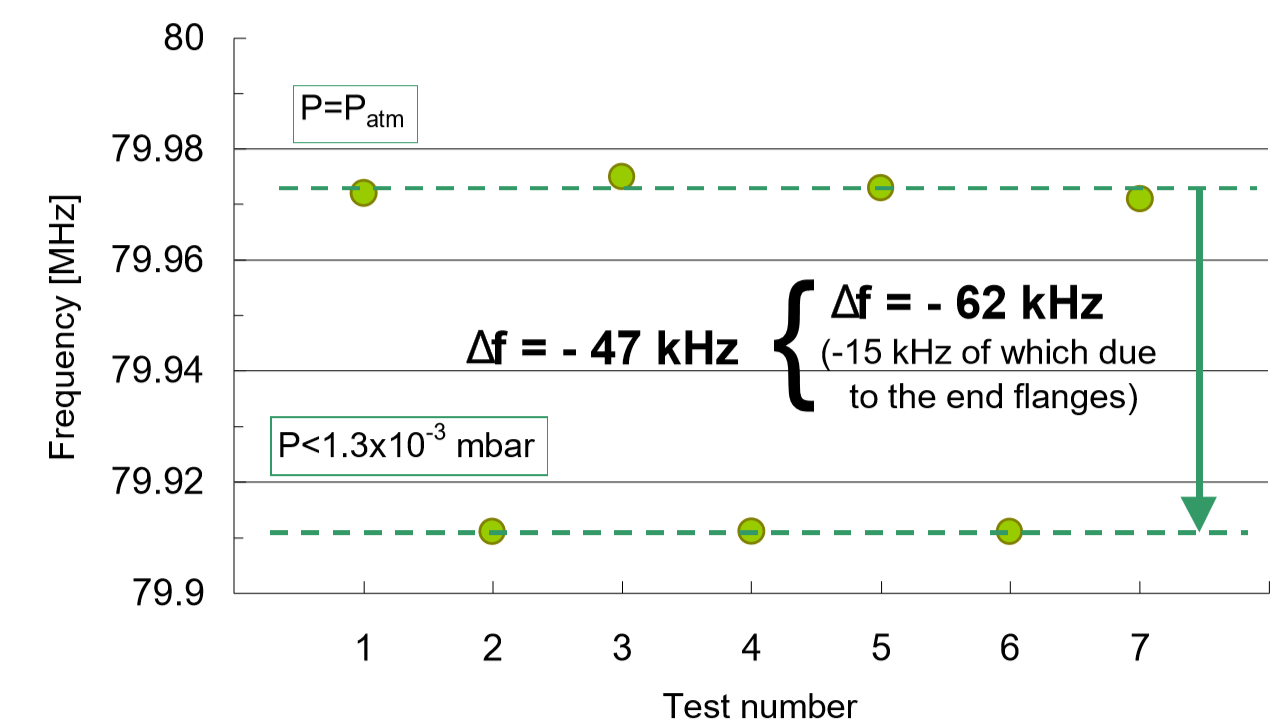 80
P=Patm
79.98
79.96
79.94
79.92
79.9
Frequency [MHz]
Δf = - 47 kHz
{
Δf = - 62 kHz
(-15 kHz of which due
to the end flanges)
P<1.3x10-3 mbar
1 2 3 4 5 6 7
Test number